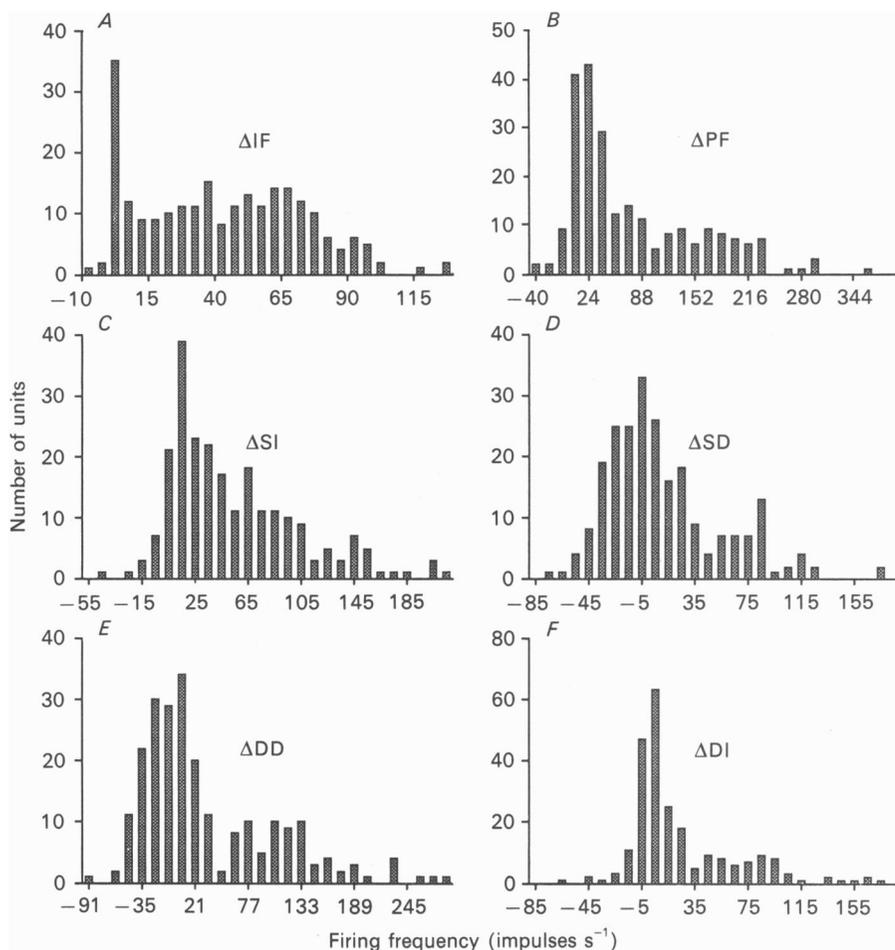 A
40
30
20
10
0
ΔIF
−10 15 40 65 90 115
B
50
40
30
20
10
0
ΔPF
−40 24 88 152 216 280 344
Number of units
C
40
30
20
10
0
ΔSI
−55 −15 25 65 105 145 185
D
40
30
20
10
0
ΔSD
−85 −45 −5 35 75 115 155
E
40
30
20
10
0
ΔDD
−91 −35 21 77 133 189 245
F
80
60
40
20
0
ΔDI
−85 −45 −5 35 75 115 155
Firing frequency (impulses s⁻¹)